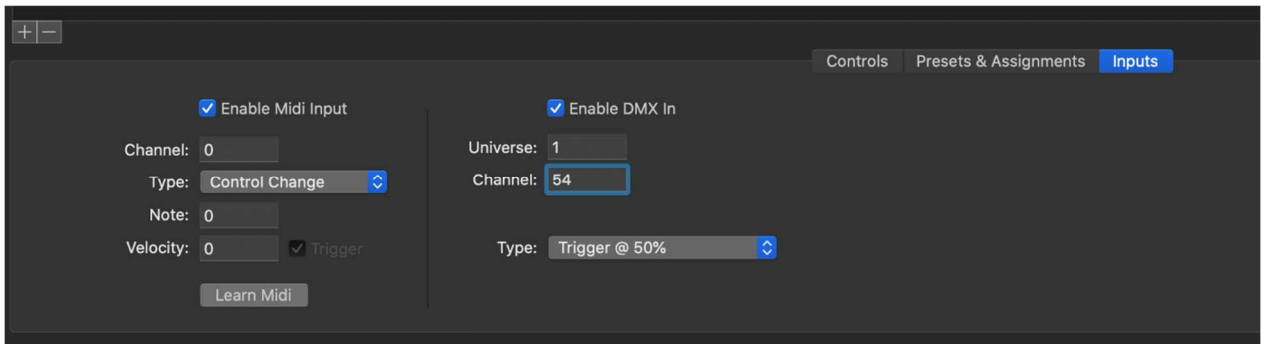 + −
Controls Presets & Assignments Inputs
Enable Midi Input
Channel: 0
Type: Control Change
Note: 0
Velocity: 0 Trigger
Learn Midi
Enable DMX In
Universe: 1
Channel: 54
Type: Trigger @ 50%